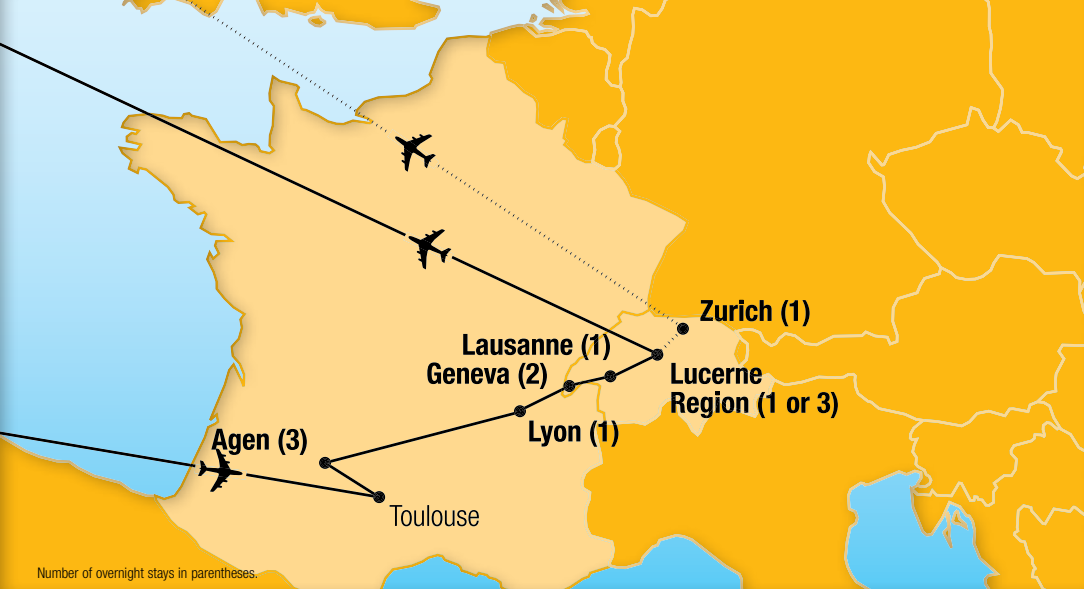 Zurich (1)
Lausanne (1)
Geneva (2)
Lucerne
Region (1 or 3)
Lyon (1)
Agen (3)
Toulouse
Number of overnight stays in parentheses.